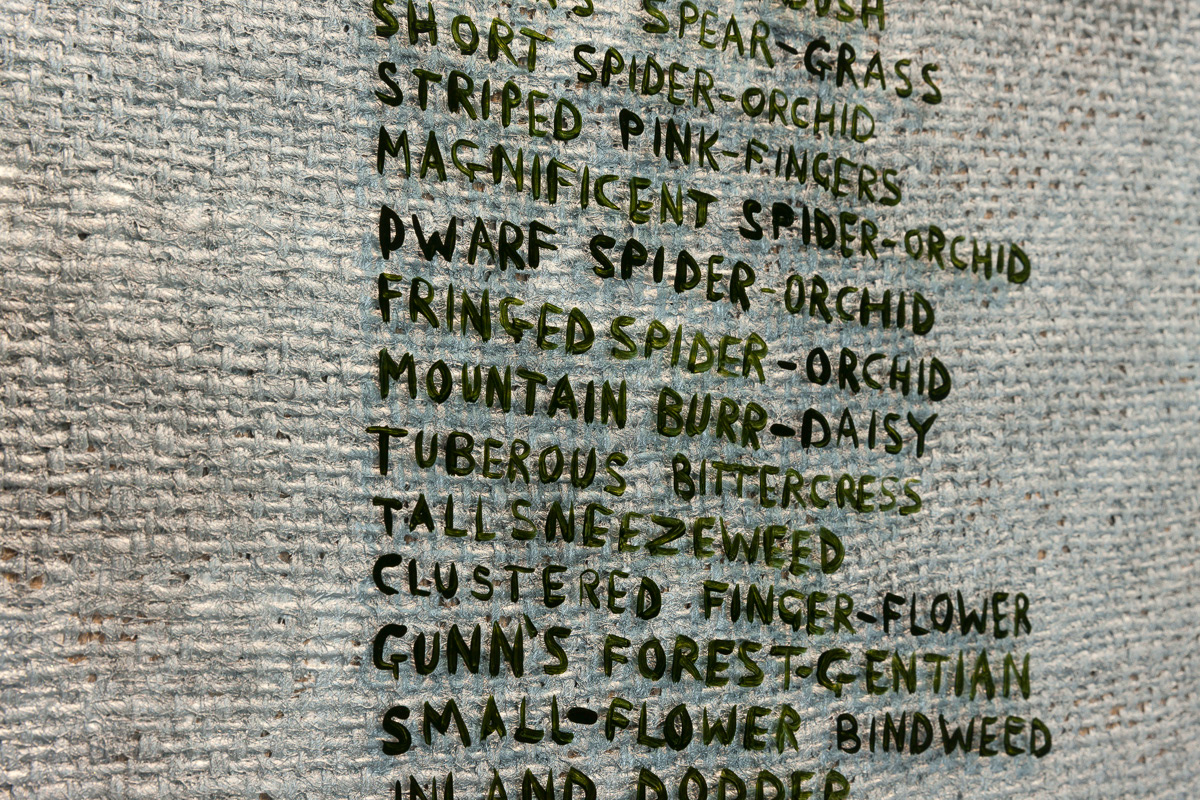 BUSH
SPEAR-GRASS
SHORT SPIDER-ORCHID
STRIPED PINK-FINGERS
MAGNIFICENT SPIDER-ORCHID
DWARF SPIDER-ORCHID
FRINGED SPIDER-ORCHID
MOUNTAIN BURR-DAISY
TUBEROUS BITTERCRESS
TALL SNEEZEWEED
CLUSTERED FINGER-FLOWER
GUNN'S FOREST-GENTIAN
SMALL-FLOWER BINDWEED
INLAND DODDER